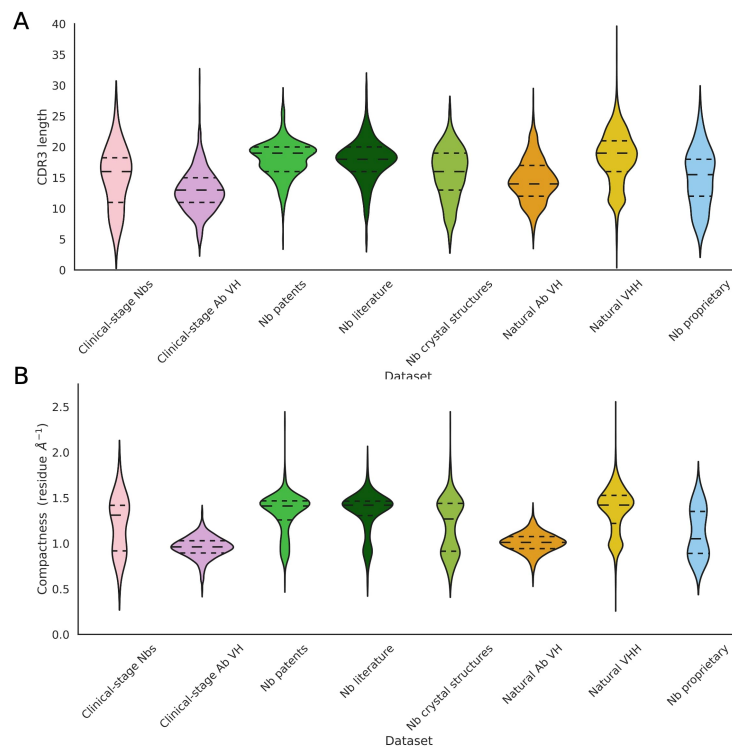 A
CDR3 length
40
35
30
25
20
15
10
5
0
Clinical-stage Nbs
Clinical-stage Ab VH
Nb patents
Nb literature
Nb crystal structures
Natural Ab VH
Natural VHH
Nb proprietary
Dataset
B
Compactness (residue Å⁻¹)
2.5
2.0
1.5
1.0
0.5
0.0
Clinical-stage Nbs
Clinical-stage Ab VH
Nb patents
Nb literature
Nb crystal structures
Natural Ab VH
Natural VHH
Nb proprietary
Dataset